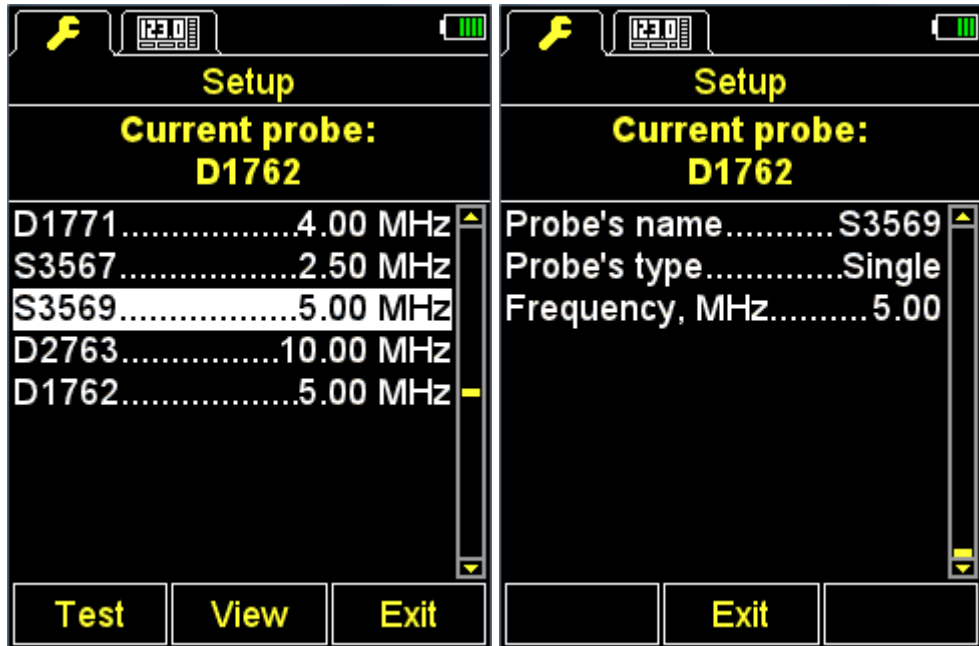 123.0
Setup
Current probe:
D1762
D1771..................4.00 MHz
S3567..................2.50 MHz
S3569..................5.00 MHz
D2763................10.00 MHz
D1762..................5.00 MHz
Test View Exit
123.0
Setup
Current probe:
D1762
Probe's name...........S3569
Probe's type..............Single
Frequency, MHz..........5.00
Exit